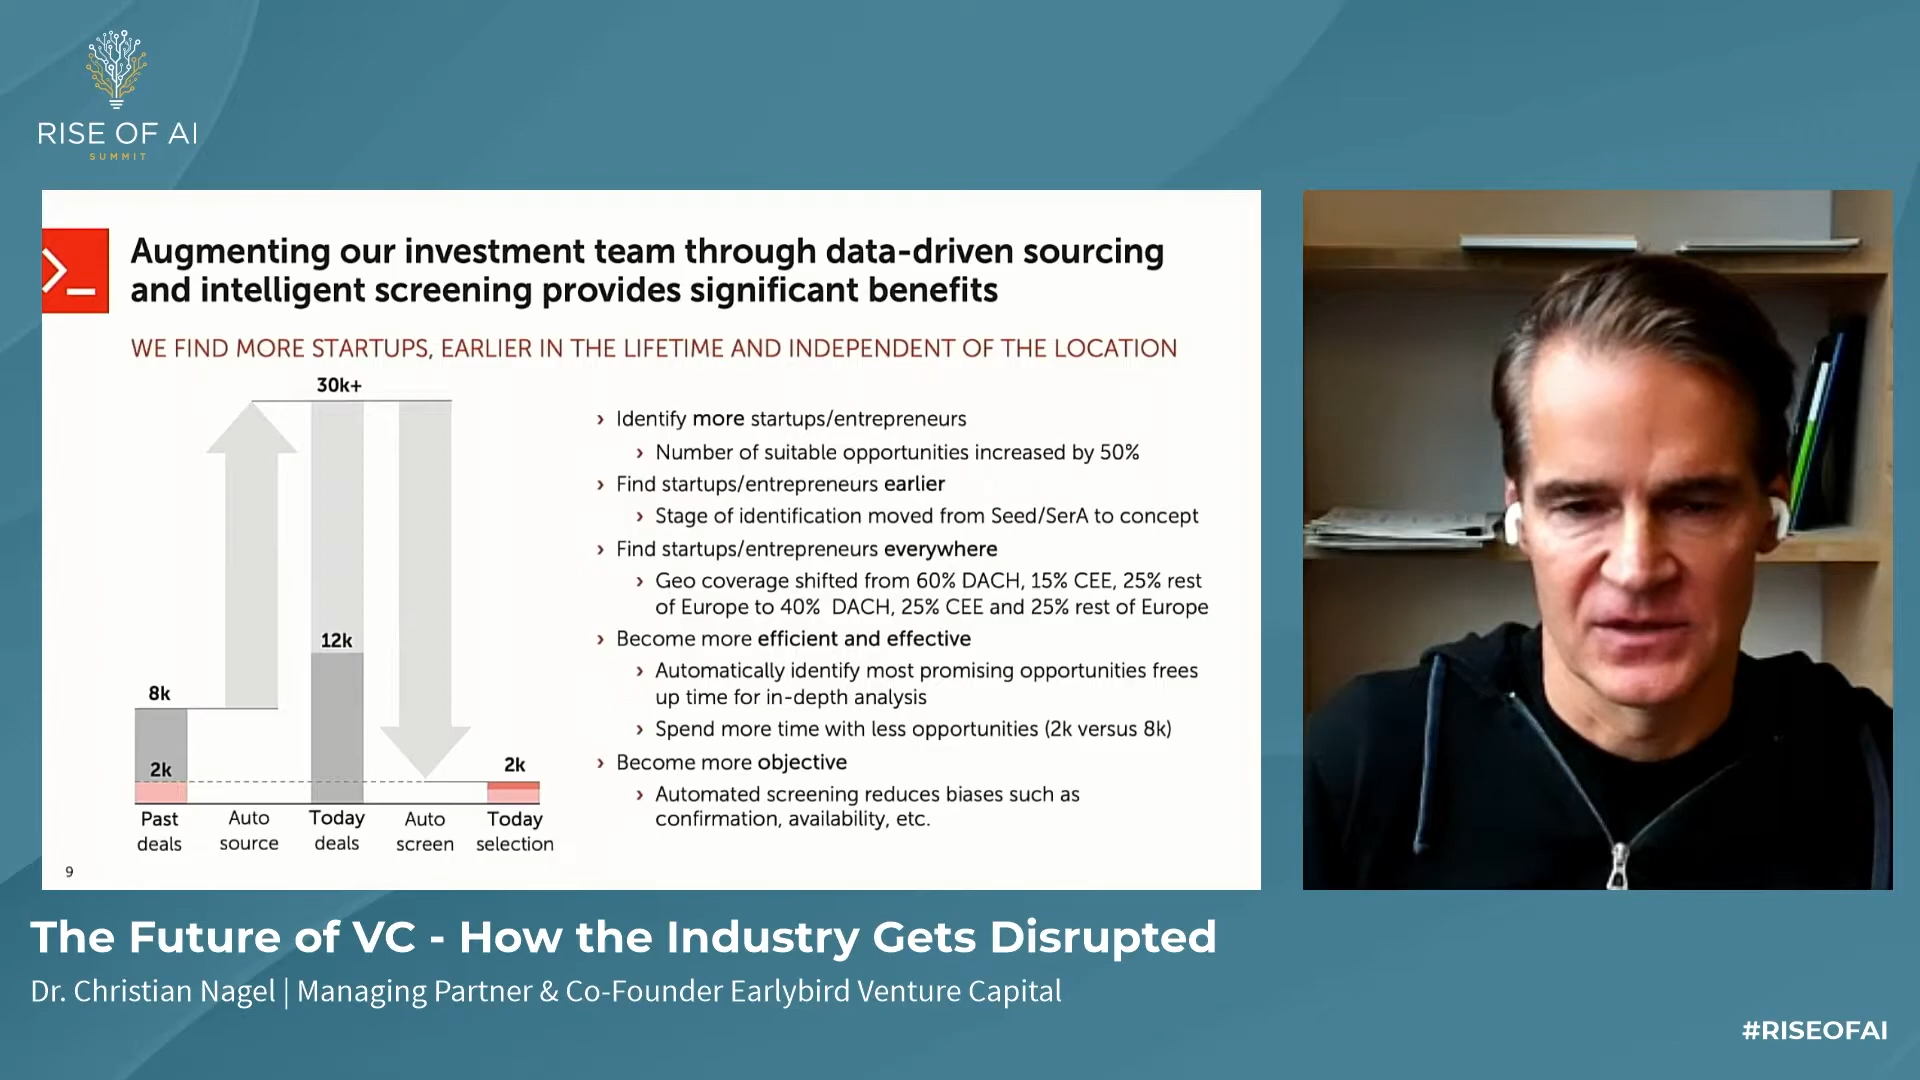 RISE OF AI
SUMMIT
Augmenting our investment team through data-driven sourcing
and intelligent screening provides significant benefits
WE FIND MORE STARTUPS, EARLIER IN THE LIFETIME AND INDEPENDENT OF THE LOCATION
30k+
12k
8k
2k
2k
Past
deals
Auto
source
Today
deals
Auto
screen
Today
selection
› Identify more startups/entrepreneurs
› Number of suitable opportunities increased by 50%
› Find startups/entrepreneurs earlier
› Stage of identification moved from Seed/SerA to concept
› Find startups/entrepreneurs everywhere
› Geo coverage shifted from 60% DACH, 15% CEE, 25% rest
of Europe to 40% DACH, 25% CEE and 25% rest of Europe
› Become more efficient and effective
› Automatically identify most promising opportunities frees
up time for in-depth analysis
› Spend more time with less opportunities (2k versus 8k)
› Become more objective
› Automated screening reduces biases such as
confirmation, availability, etc.
9
The Future of VC - How the Industry Gets Disrupted
Dr. Christian Nagel | Managing Partner & Co-Founder Earlybird Venture Capital
#RISEOFAI